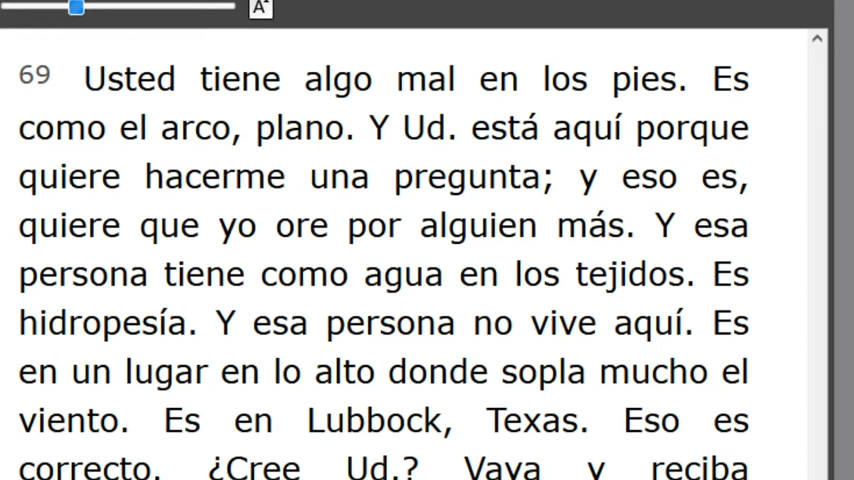 A
69 Usted tiene algo mal en los pies. Es
como el arco, plano. Y Ud. está aquí porque
quiere hacerme una pregunta; y eso es,
quiere que yo ore por alguien más. Y esa
persona tiene como agua en los tejidos. Es
hidropesía. Y esa persona no vive aquí. Es
en un lugar en lo alto donde sopla mucho el
viento. Es en Lubbock, Texas. Eso es
correcto. ¿Cree Ud.? Vaya y reciba